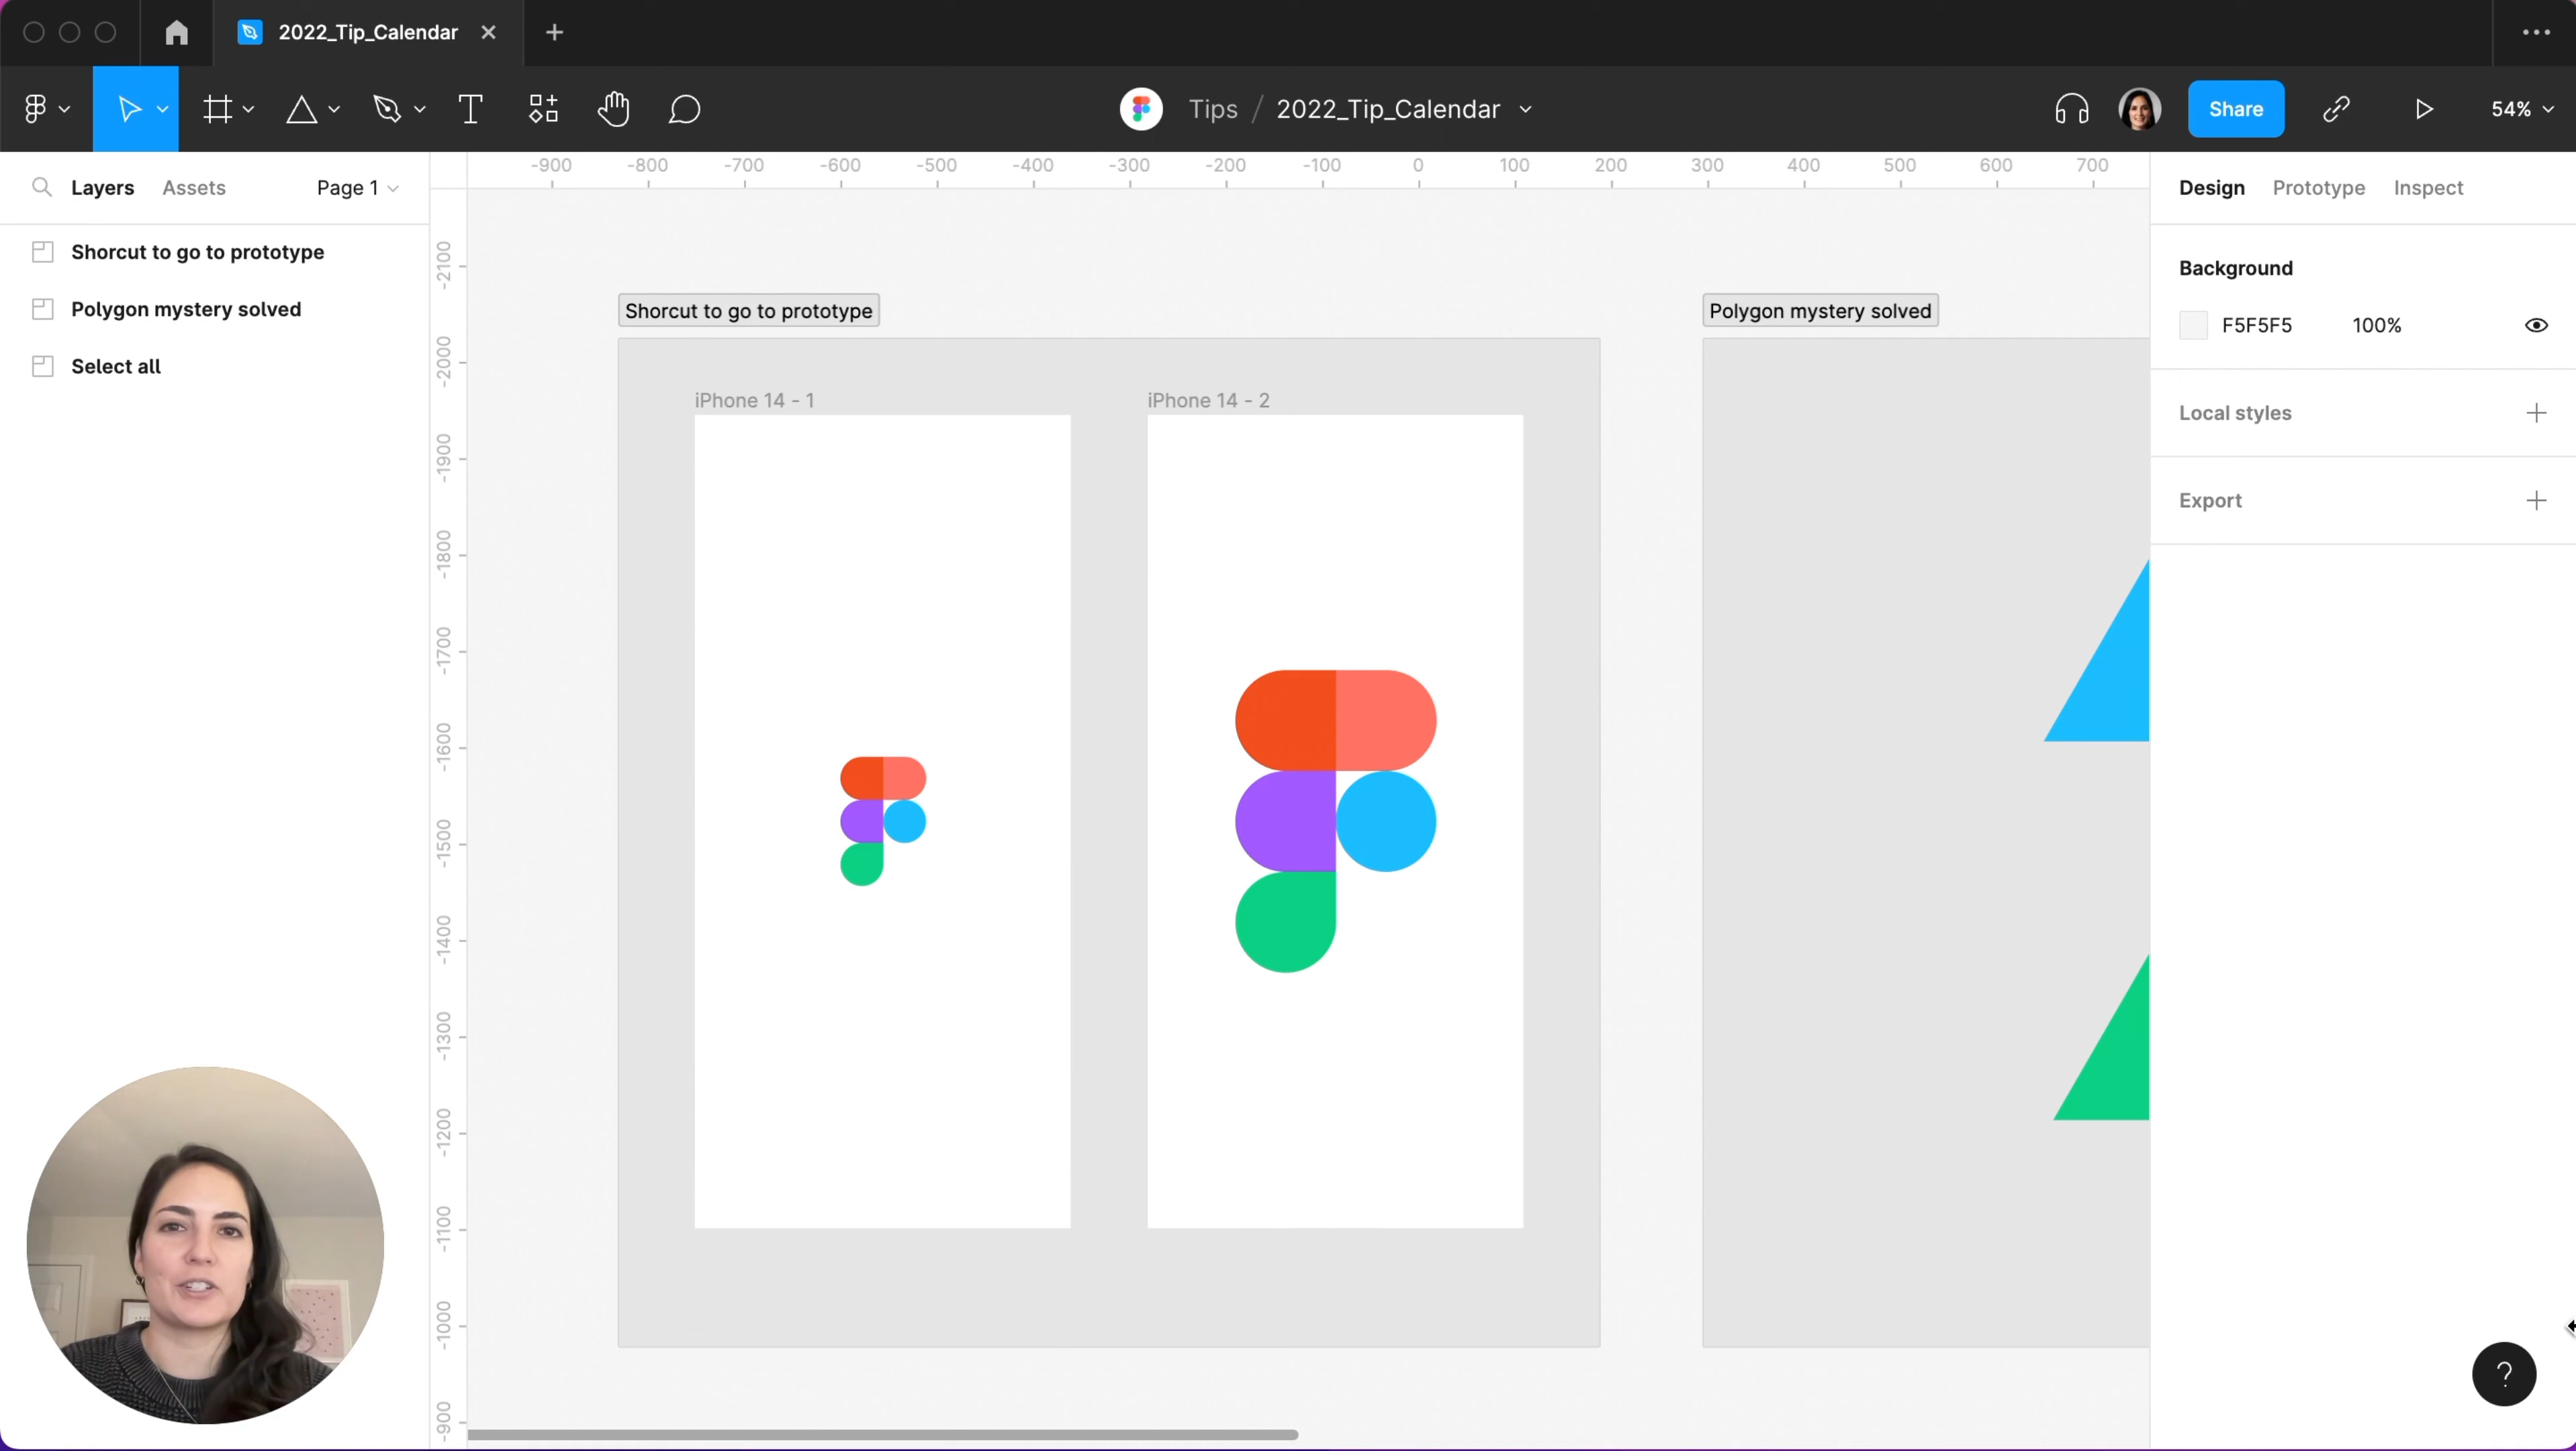 2022_Tip_Calendar
Tips / 2022_Tip_Calendar
Share
54%
Layers
Assets
Page 1
Shorcut to go to prototype
Polygon mystery solved
Select all
-900 -800 -700 -600 -500 -400 -300 -200 -100 0 100 200 300 400 500 600 700
-2100
-2000
-1900
-1800
-1700
-1600
-1500
-1400
-1300
-1200
-1100
-1000
-900
Shorcut to go to prototype
Polygon mystery solved
iPhone 14 - 1
iPhone 14 - 2
Design
Prototype
Inspect
Background
F5F5F5 100%
Local styles
Export
?